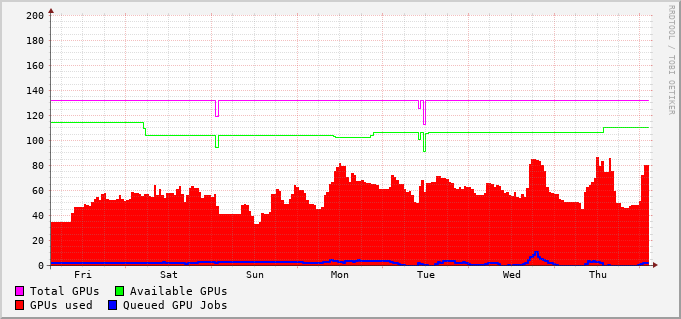 200
180
160
140
120
100
80
60
40
20
0
Fri Sat Sun Mon Tue Wed Thu
Total GPUs Available GPUs
GPUs used Queued GPU Jobs
RRDTOOL / TOBI OETIKER